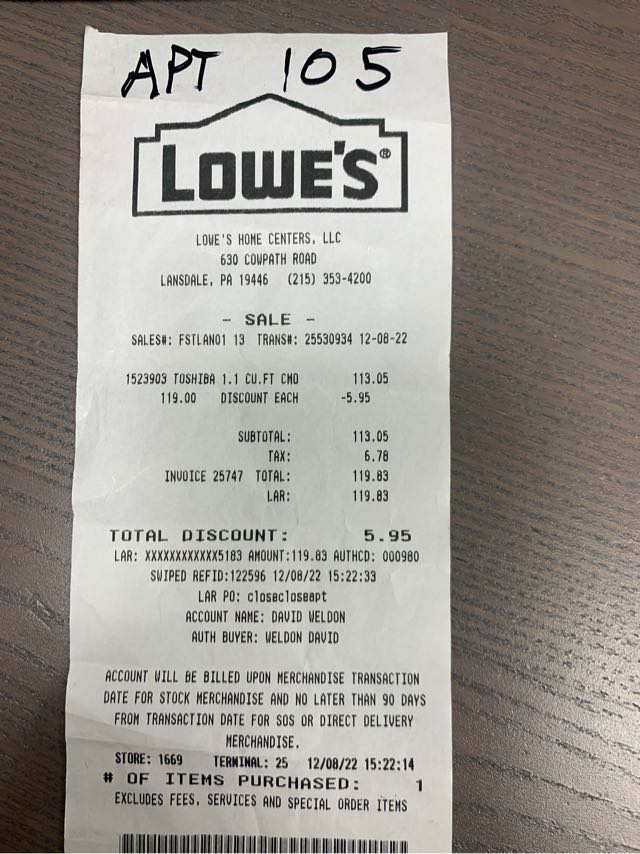 APT 105
LOWE'S®
LOWE'S HOME CENTERS, LLC
630 COWPATH ROAD
LANSDALE, PA 19446 (215) 353-4200
- SALE -
SALES#: FSTLAN01 13 TRANS#: 25530934 12-08-22
1523903 TOSHIBA 1.1 CU.FT CMO 113.05
119.00 DISCOUNT EACH -5.95
SUBTOTAL: 113.05
TAX: 6.78
INVOICE 25747 TOTAL: 119.83
LAR: 119.83
TOTAL DISCOUNT: 5.95
LAR: XXXXXXXXXXXX5183 AMOUNT:119.83 AUTHCD: 000980
SWIPED REFID:122596 12/08/22 15:22:33
LAR PO: closecloseapt
ACCOUNT NAME: DAVID WELDON
AUTH BUYER: WELDON DAVID
ACCOUNT WILL BE BILLED UPON MERCHANDISE TRANSACTION
DATE FOR STOCK MERCHANDISE AND NO LATER THAN 90 DAYS
FROM TRANSACTION DATE FOR SOS OR DIRECT DELIVERY
MERCHANDISE.
STORE: 1669 TERMINAL: 25 12/08/22 15:22:14
# OF ITEMS PURCHASED: 1
EXCLUDES FEES, SERVICES AND SPECIAL ORDER ITEMS